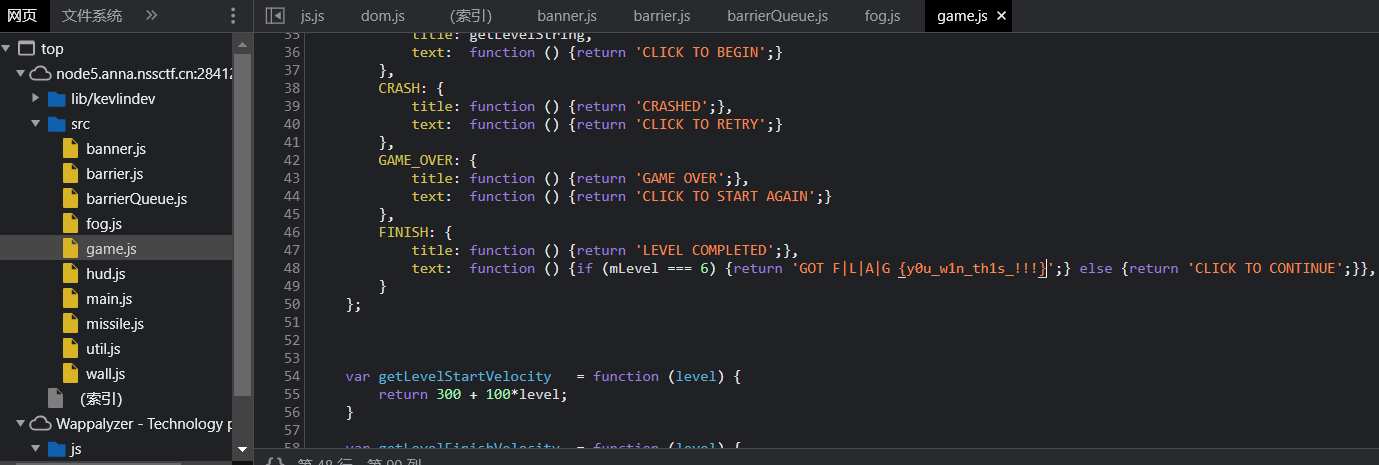 网页 文件系统 »
js.js dom.js (索引) banner.js barrier.js barrierQueue.js fog.js game.js ×
top
node5.anna.nssctf.cn:28412
lib/kevlindev
src
banner.js
barrier.js
barrierQueue.js
fog.js
game.js
hud.js
main.js
missile.js
util.js
wall.js
(索引)
Wappalyzer - Technology p
js
35 title: getLevelString,
36 text: function () {return 'CLICK TO BEGIN';}
37 },
38 CRASH: {
39 title: function () {return 'CRASHED';},
40 text: function () {return 'CLICK TO RETRY';}
41 },
42 GAME_OVER: {
43 title: function () {return 'GAME OVER';},
44 text: function () {return 'CLICK TO START AGAIN';}
45 },
46 FINISH: {
47 title: function () {return 'LEVEL COMPLETED';},
48 text: function () {if (mLevel === 6) {return 'GOT F|L|A|G {y0u_w1n_th1s_!!!}';} else {return 'CLICK TO CONTINUE';}},
49 }
50 };
51
52
53
54 var getLevelStartVelocity = function (level) {
55 return 300 + 100*level;
56 }
57
58 var getLevelFinishVelocity = function (level) {
{} 第 48 行，第 90 列